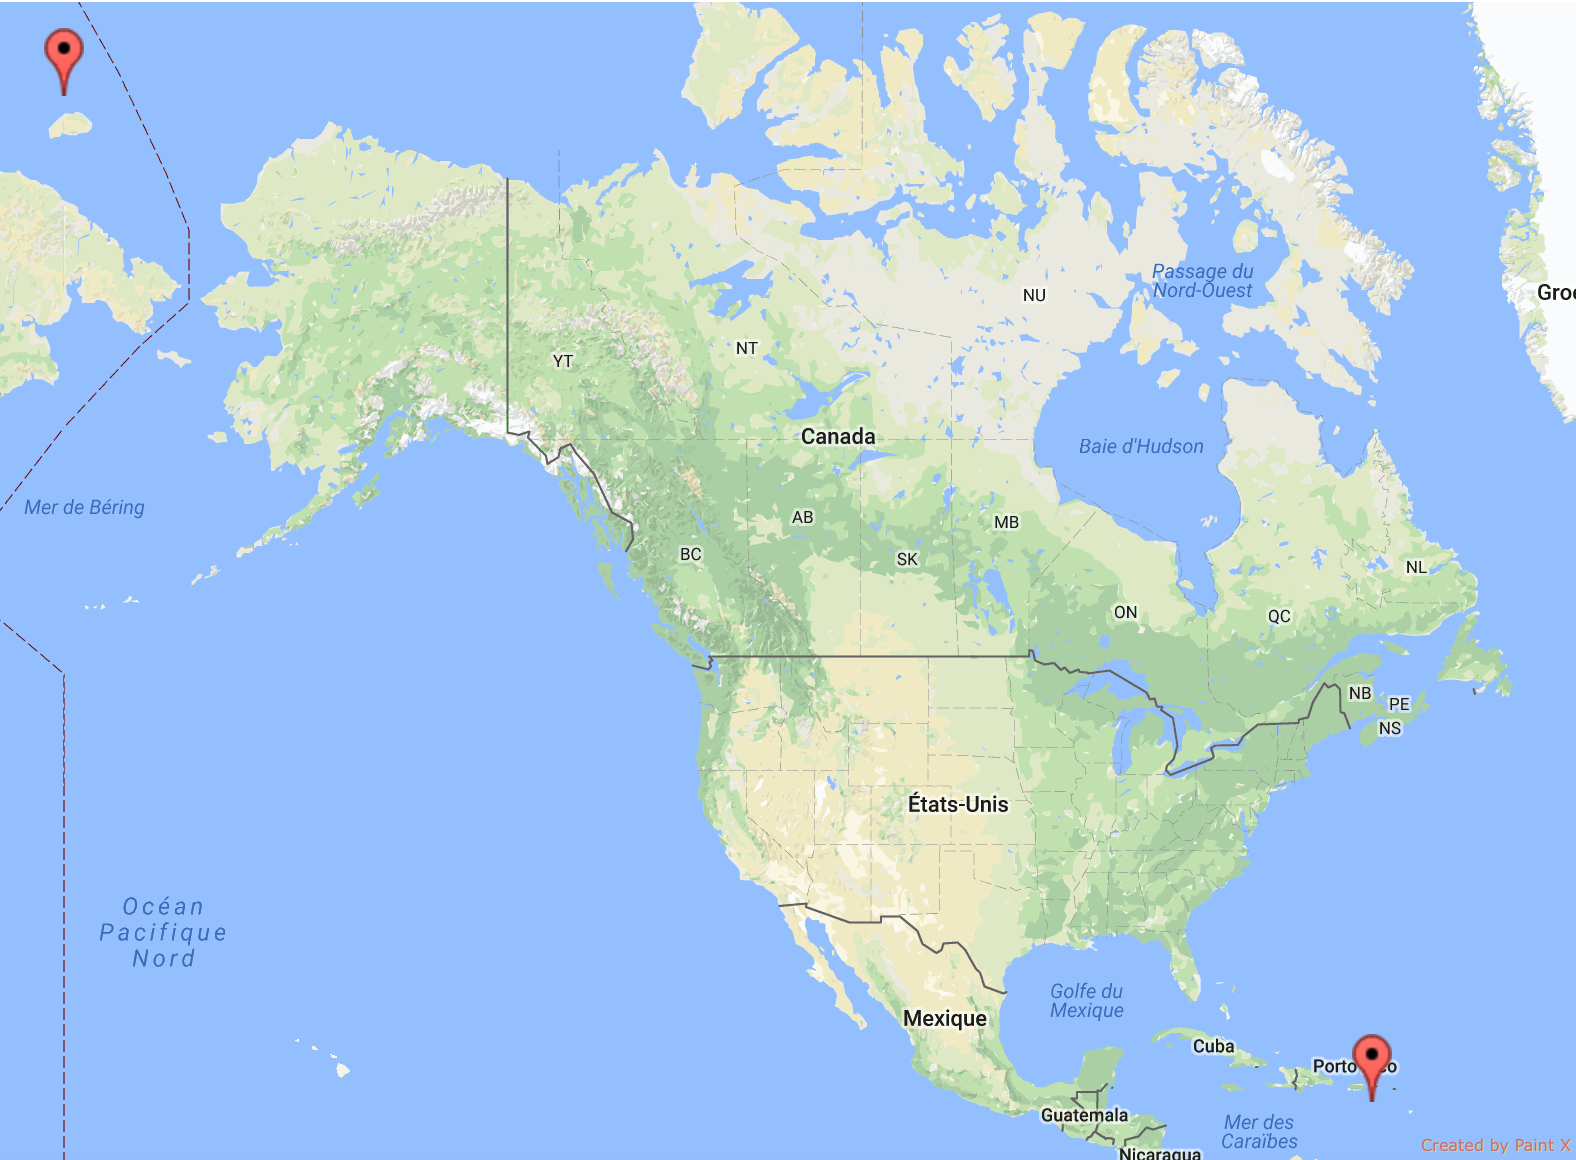 Passage du
Nord-Ouest
Groe
NU
NT
YT
Canada
Baie d'Hudson
Mer de Béring
AB
MB
BC
SK
NL
ON
QC
NB
PE
NS
États-Unis
Océan
Pacifique
Nord
Golfe du
Mexique
Mexique
Cuba
Guatemala
Mer des
Caraïbes
Created by Paint X
Nicaragua